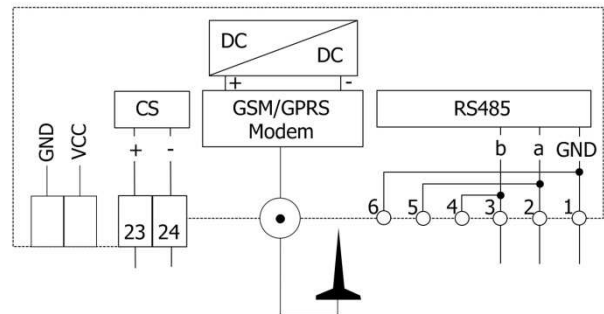 DC
DC
+ -
CS
GSM/GPRS
Modem
RS485
GND
VCC
+ -
b a GND
23 24
6 5 4 3 2 1